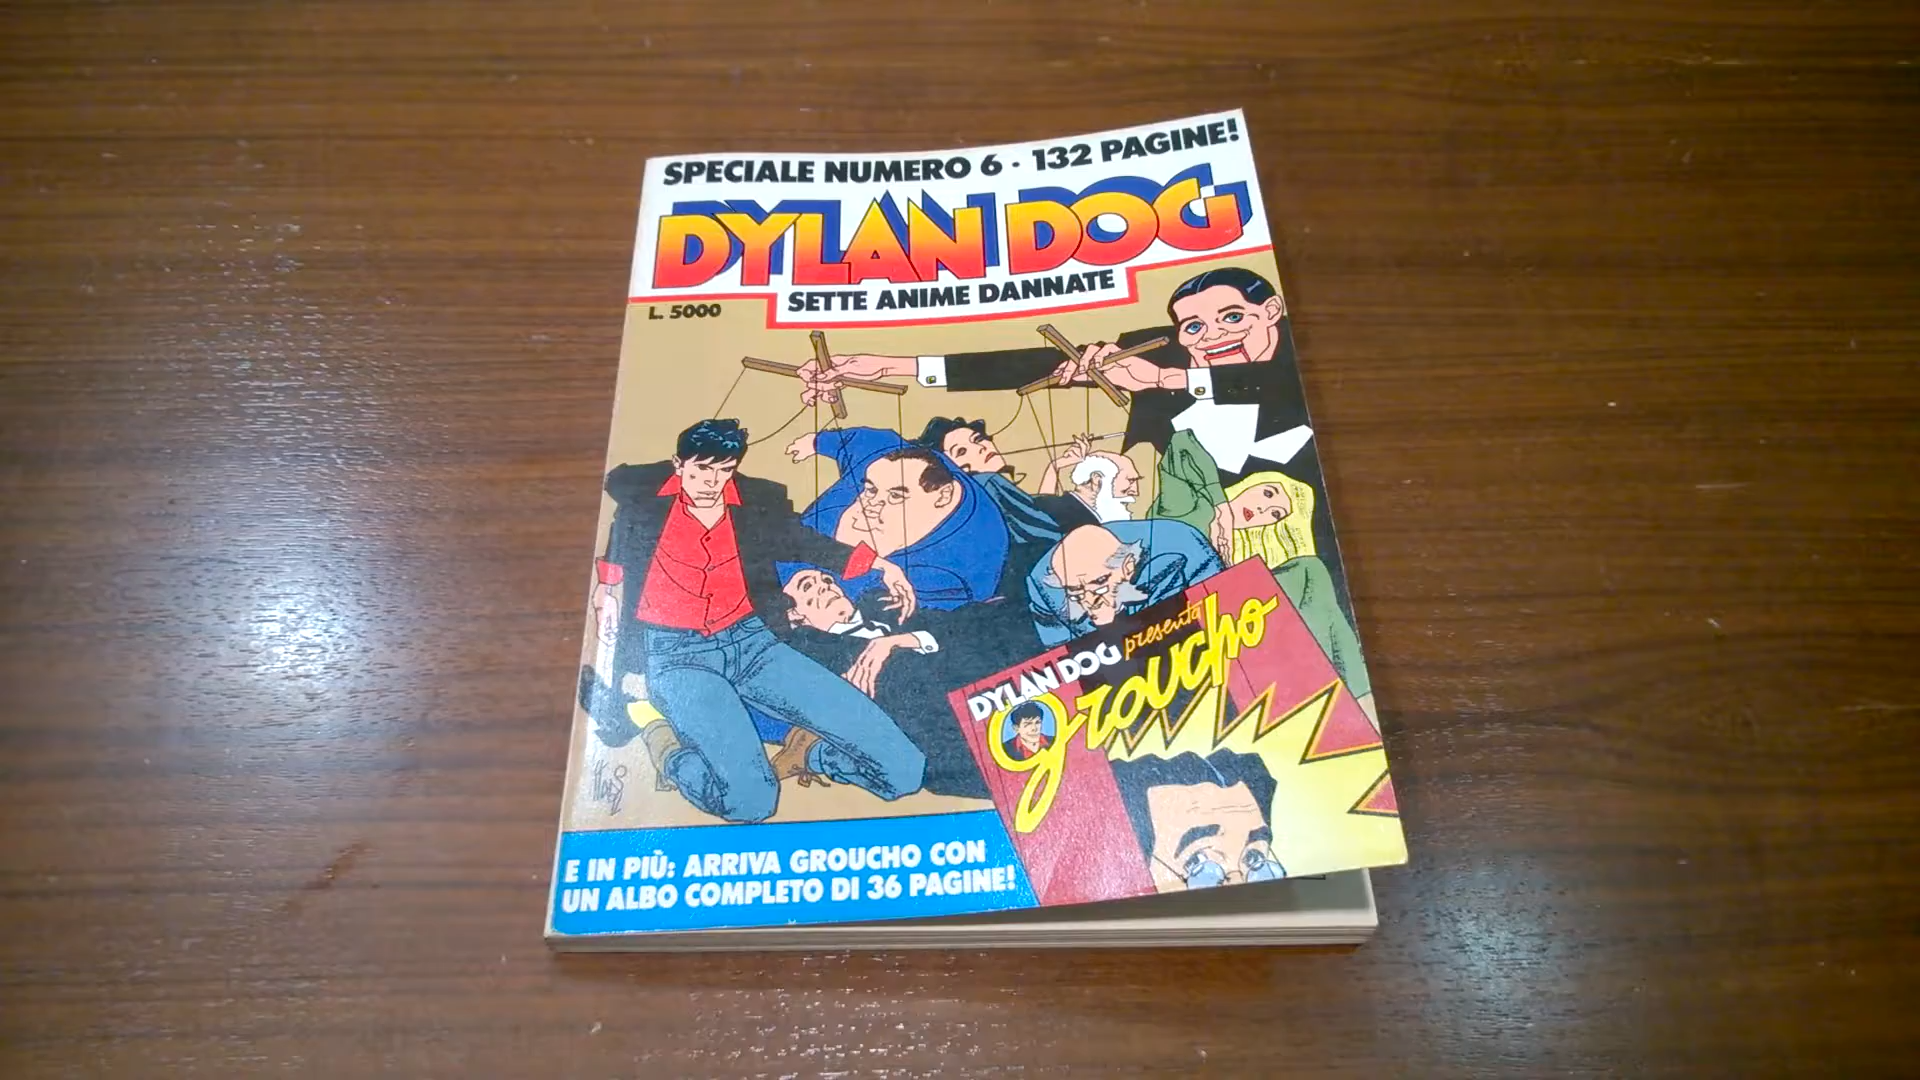 SPECIALE NUMERO 6 · 132 PAGINE!
DYLAN DOG
SETTE ANIME DANNATE
L. 5000
DYLAN DOG presenta
Groucho
E IN PIÙ: ARRIVA GROUCHO CON
UN ALBO COMPLETO DI 36 PAGINE!